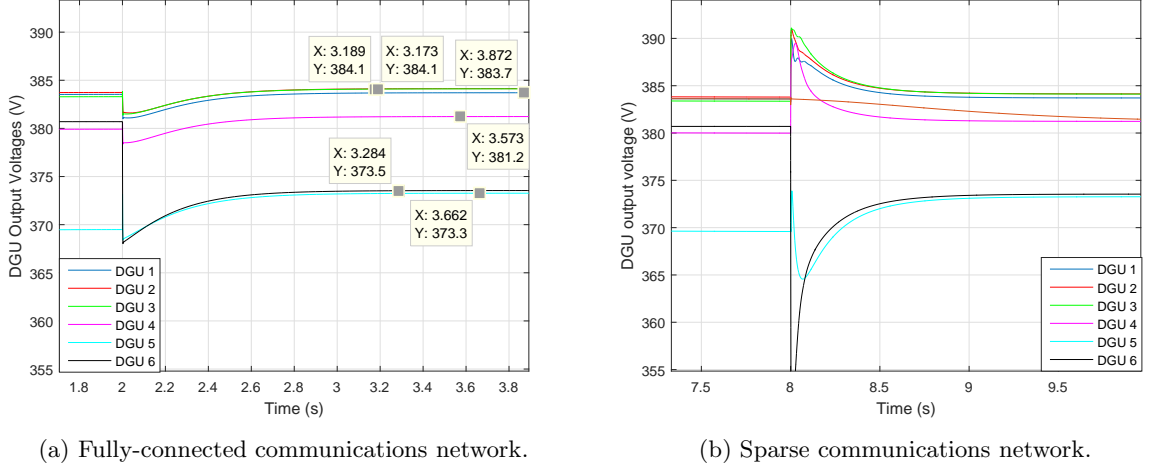 DGU Output Voltages (V)
390
385
380
375
370
365
360
355
X: 3.189
Y: 384.1
X: 3.173
Y: 384.1
X: 3.872
Y: 383.7
X: 3.573
Y: 381.2
X: 3.284
Y: 373.5
X: 3.662
Y: 373.3
DGU 1
DGU 2
DGU 3
DGU 4
DGU 5
DGU 6
1.8 2 2.2 2.4 2.6 2.8 3 3.2 3.4 3.6 3.8
Time (s)
(a) Fully-connected communications network.
DGU output voltage (V)
390
385
380
375
370
365
360
355
DGU 1
DGU 2
DGU 3
DGU 4
DGU 5
DGU 6
7.5 8 8.5 9 9.5
Time (s)
(b) Sparse communications network.